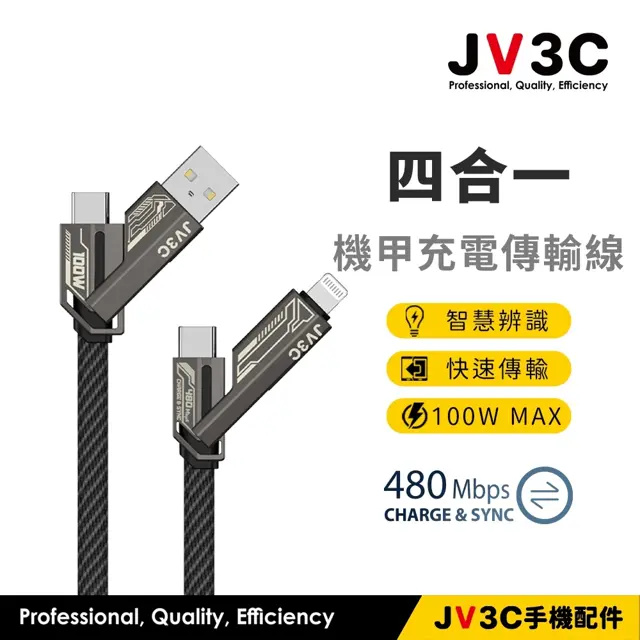 JV3C
Professional, Quality, Efficiency
四合一
機甲充電傳輸線
智慧辨識
快速傳輸
100W MAX
480 Mbps
CHARGE & SYNC
JV3C
100W
JV3C
480 Mbps
CHARGE & SYNC
Professional, Quality, Efficiency
JV3C手機配件